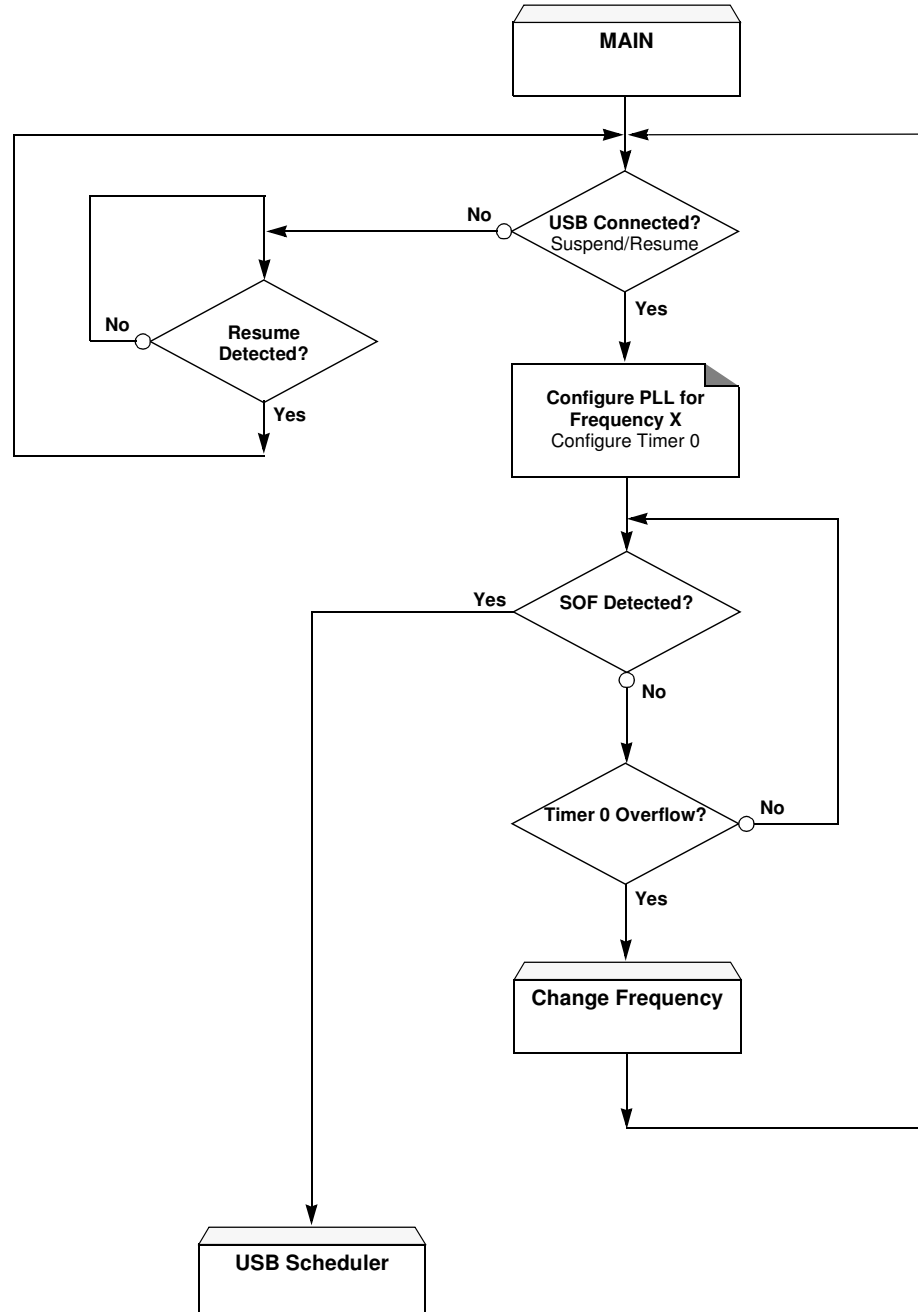 MAIN
No
USB Connected?
Suspend/Resume
Yes
No
Resume
Detected?
Yes
Configure PLL for
Frequency X
Configure Timer 0
Yes
SOF Detected?
No
Timer 0 Overflow?
No
Yes
Change Frequency
USB Scheduler